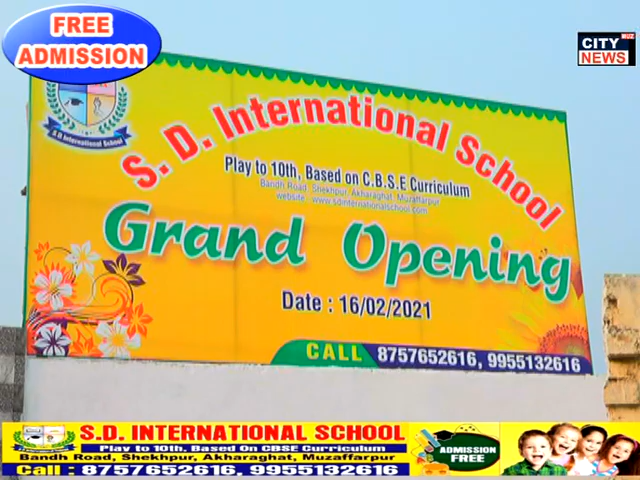 FREE
ADMISSION
CITY
NEWS
MUZ
S. D. International School
S. D. International School
Play to 10th, Based on C.B.S.E Curriculum
Bandh Road, Shekhpur, Akharaghat, Muzaffarpur
website: www.sdinternationalschool.com
Grand Opening
Date : 16/02/2021
CALL 8757652616, 9955132616
S.D. INTERNATIONAL SCHOOL
Play to 10th, Based On CBSE Curriculum
Bandh Road, Shekhpur, Akharaghat, Muzaffarpur
Call : 8757652616, 9955132616
ADMISSION
FREE